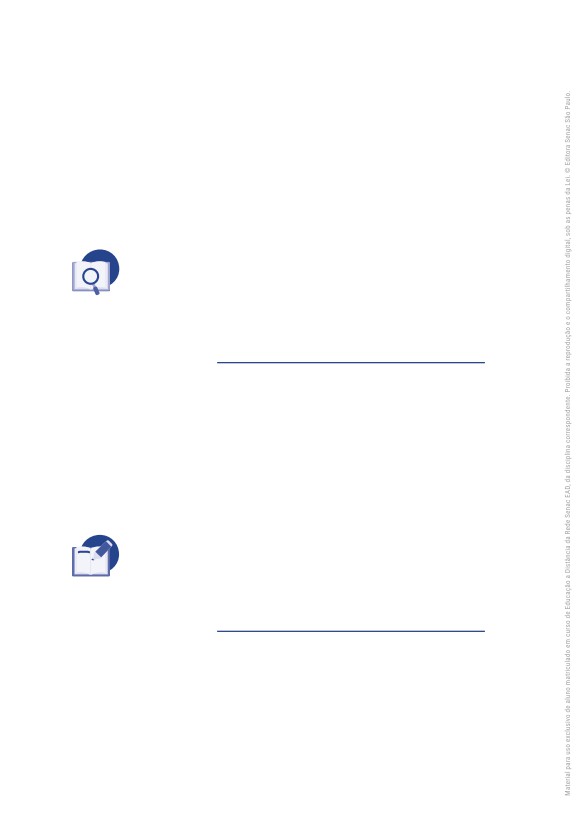 Material para uso exclusivo de aluno matriculado em curso de Educação a Distância da Rede Senac EAD, da disciplina correspondente. Proibida a reprodução e o compartilhamento digital, sob as penas da Lei. © Editora Senac São Paulo.